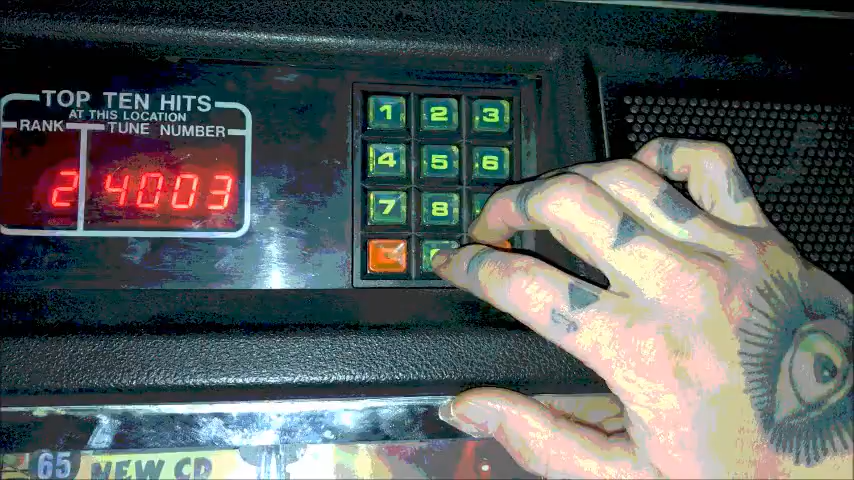 TOP TEN HITS
AT THIS LOCATION
RANK TUNE NUMBER
2 4003
1 2 3
4 5 6
7 8
65 NEW CD